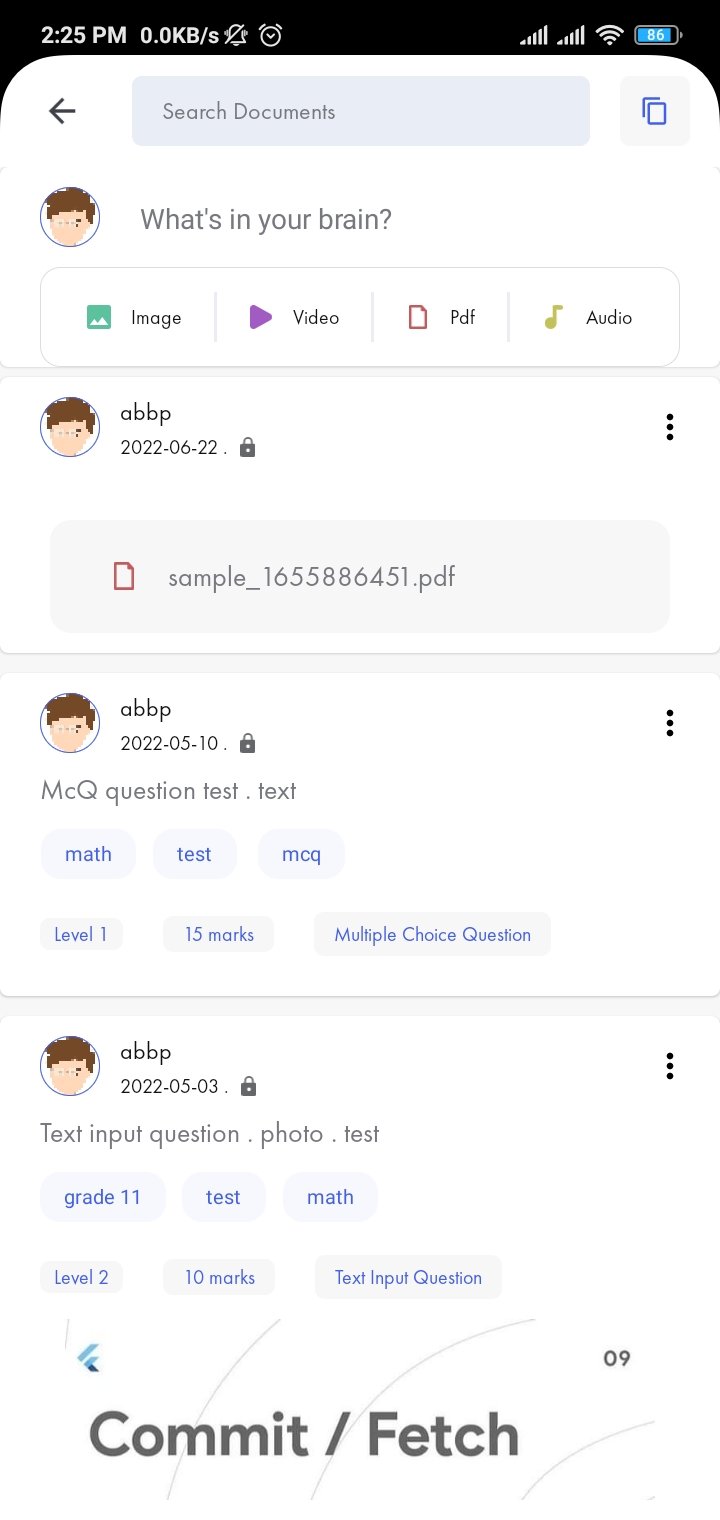 2:25 PM 0.0KB/s 86
Search Documents
What's in your brain?
Image Video Pdf Audio
abbp
2022-06-22 .
sample_1655886451.pdf
abbp
2022-05-10 .
McQ question test . text
math test mcq
Level 1 15 marks Multiple Choice Question
abbp
2022-05-03 .
Text input question . photo . test
grade 11 test math
Level 2 10 marks Text Input Question
09
Commit / Fetch